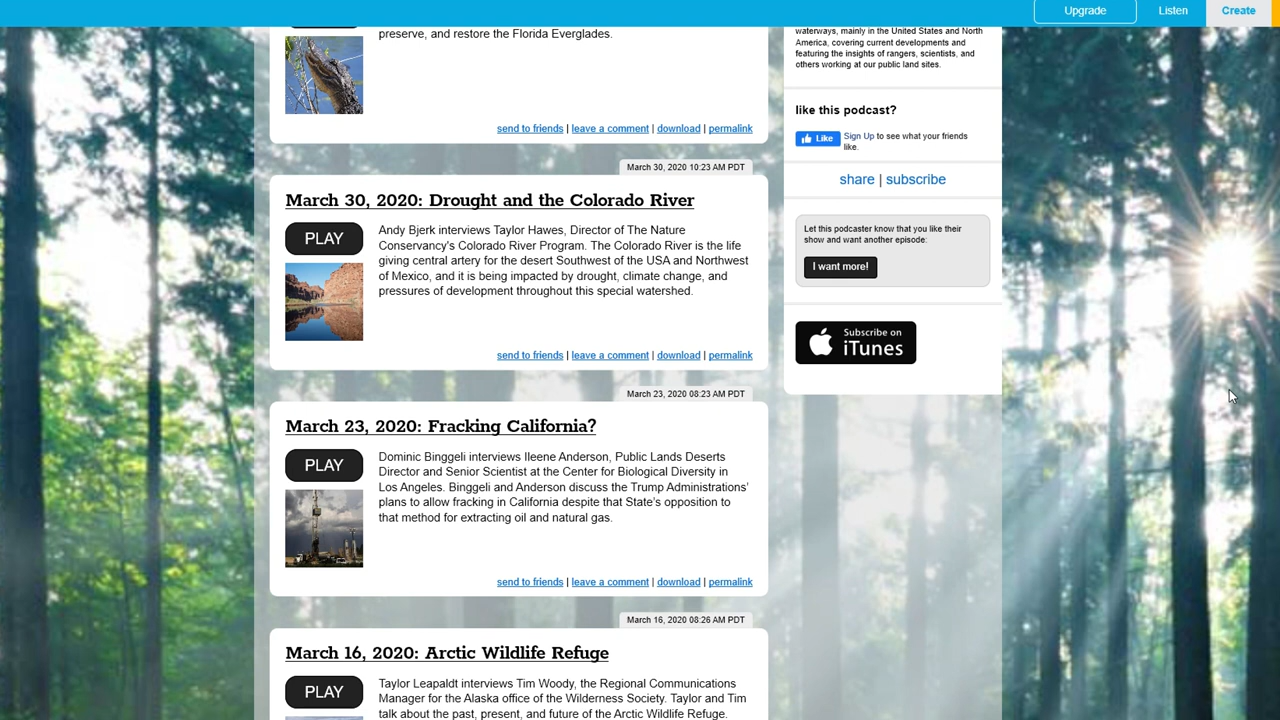 Upgrade
Listen
Create
preserve, and restore the Florida Everglades.
send to friends | leave a comment | download | permalink
March 30, 2020 10:23 AM PDT
March 30, 2020: Drought and the Colorado River
PLAY
Andy Bjerk interviews Taylor Hawes, Director of The Nature
Conservancy's Colorado River Program. The Colorado River is the life
giving central artery for the desert Southwest of the USA and Northwest
of Mexico, and it is being impacted by drought, climate change, and
pressures of development throughout this special watershed.
send to friends | leave a comment | download | permalink
March 23, 2020 08:23 AM PDT
March 23, 2020: Fracking California?
PLAY
Dominic Binggeli interviews Ileene Anderson, Public Lands Deserts
Director and Senior Scientist at the Center for Biological Diversity in
Los Angeles. Binggeli and Anderson discuss the Trump Administrations'
plans to allow fracking in California despite that State's opposition to
that method for extracting oil and natural gas.
send to friends | leave a comment | download | permalink
March 16, 2020 08:26 AM PDT
March 16, 2020: Arctic Wildlife Refuge
PLAY
Taylor Leapaldt interviews Tim Woody, the Regional Communications
Manager for the Alaska office of the Wilderness Society. Taylor and Tim
talk about the past, present, and future of the Arctic Wildlife Refuge.
waterways, mainly in the United States and North
America, covering current developments and
featuring the insights of rangers, scientists, and
others working at our public land sites.
like this podcast?
Like
Sign Up to see what your friends
like.
share | subscribe
Let this podcaster know that you like their
show and want another episode:
I want more!
Subscribe on
iTunes